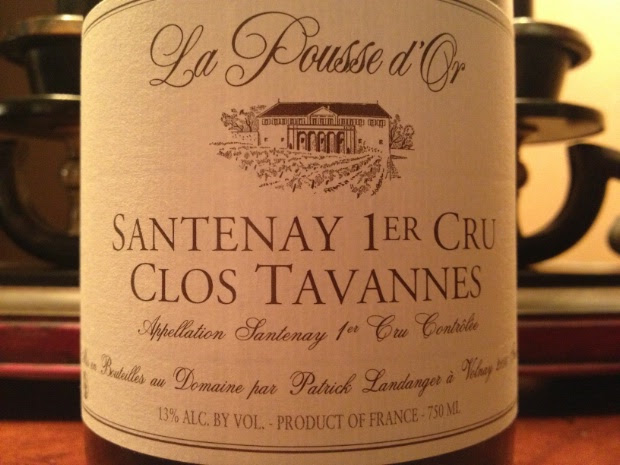 La Pousse d'Or
SANTENAY 1ER CRU
CLOS TAVANNES
Appellation Santenay 1er Cru Contrôlée
en Bouteilles au Domaine par Patrick Landanger à Volnay
13% ALC. BY VOL. - PRODUCT OF FRANCE - 750 ML